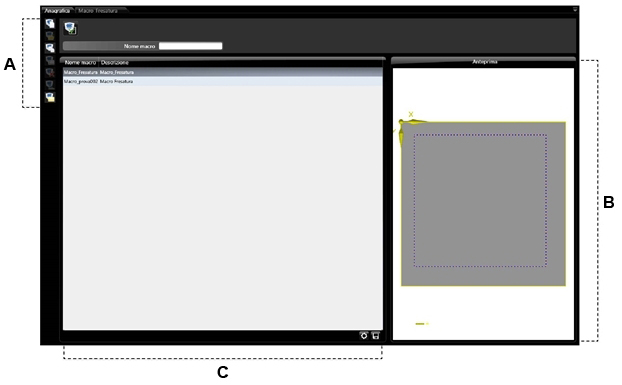 Anagrafica Macro Fresatura
A
Nome macro
Nome macro Descrizione
Anteprima
Macro_Fresatura Macro_Fresatura
Macro_prova002 Macro Fresatura
X
B
C